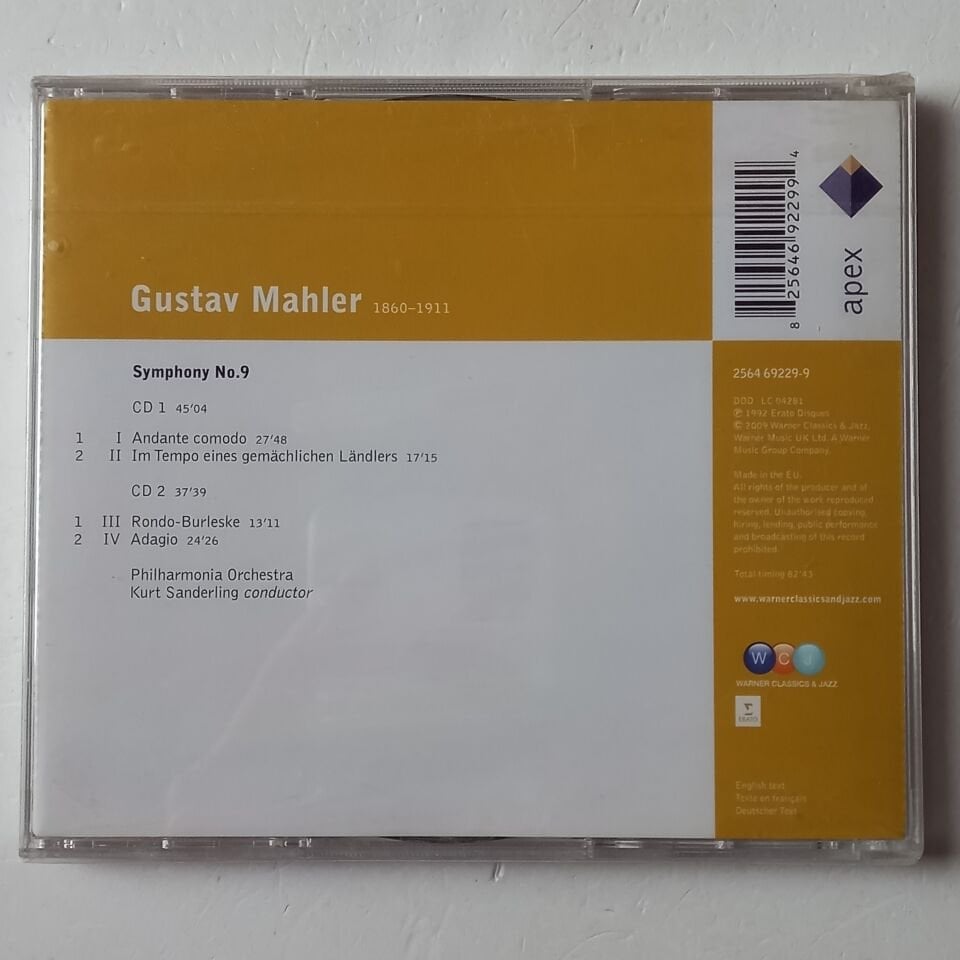 Gustav Mahler 1860–1911
Symphony No.9
CD 1 45'04
1 I Andante comodo 27'48
2 II Im Tempo eines gemächlichen Ländlers 17'15
CD 2 37'39
1 III Rondo-Burleske 13'11
2 IV Adagio 24'26
Philharmonia Orchestra
Kurt Sanderling conductor
8 25646 92299 4
apex
2564 69229-9
DDD LC 04281
℗ 1992 Erato Disques
© 2009 Warner Classics & Jazz,
Warner Music UK Ltd. A Warner
Music Group Company.
Made in the E.U.
All rights of the producer and of
the owner of the work reproduced
reserved. Unauthorised copying,
hiring, lending, public performance
and broadcasting of this record
prohibited.
Total timing 82'43
www.warnerclassicsandjazz.com
W C J
WARNER CLASSICS & JAZZ
ERATO
English text
Texte en français
Deutscher Text